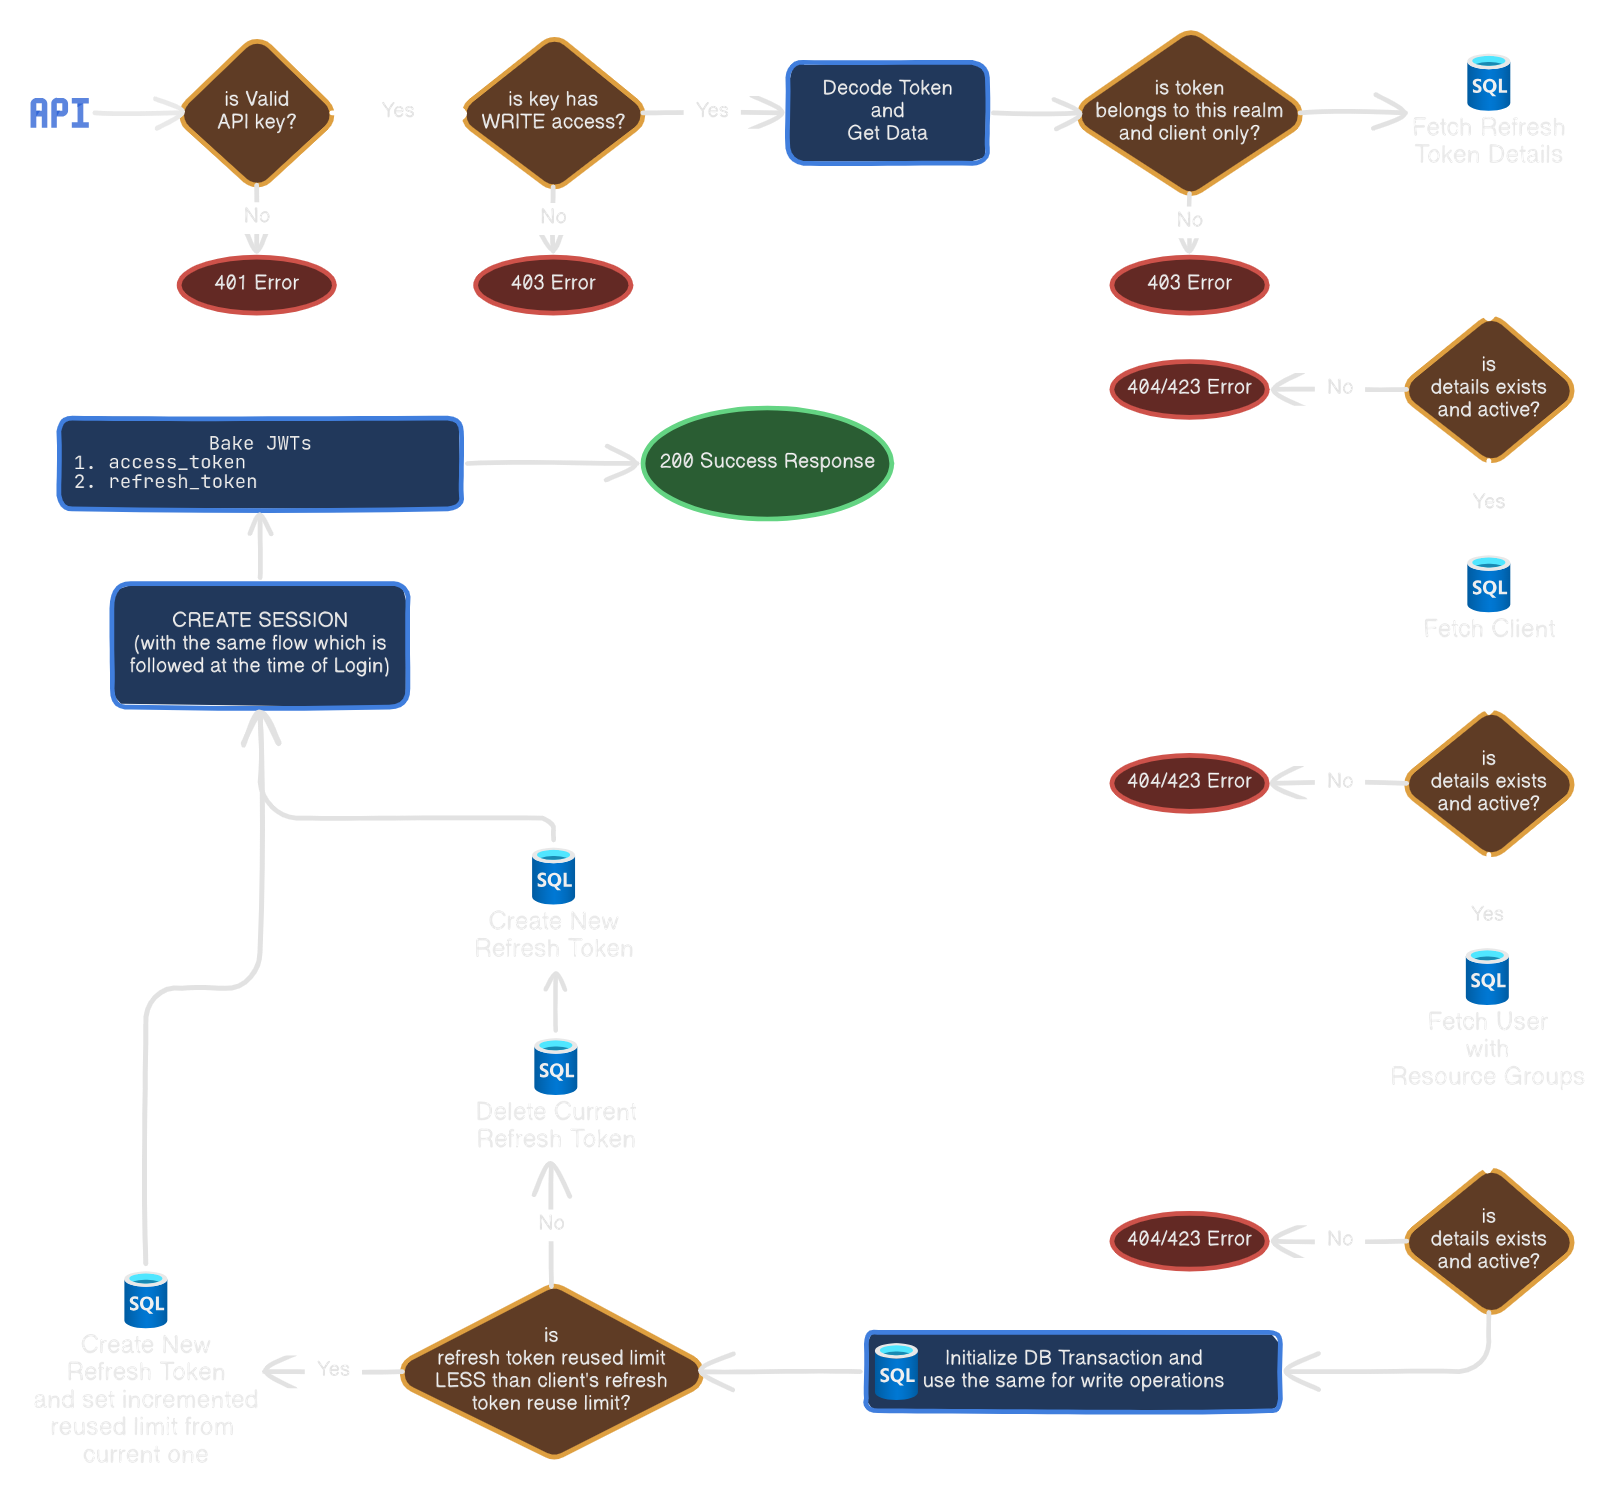 API
is Valid
API key?
Yes
is key has
WRITE access?
Yes
Decode Token
and
Get Data
is token
belongs to this realm
and client only?
SQL
Fetch Refresh
Token Details
No
No
No
401 Error
403 Error
403 Error
is
details exists
and active?
No
404/423 Error
Yes
SQL
Fetch Client
is
details exists
and active?
No
404/423 Error
Yes
SQL
Fetch User
with
Resource Groups
is
details exists
and active?
No
404/423 Error
SQL
Initialize DB Transaction and
use the same for write operations
is
refresh token reused limit
LESS than client's refresh
token reuse limit?
No
SQL
Delete Current
Refresh Token
SQL
Create New
Refresh Token
Yes
SQL
Create New
Refresh Token
and set incremented
reused limit from
current one
CREATE SESSION
(with the same flow which is
followed at the time of Login)
Bake JWTs
1. access_token
2. refresh_token
200 Success Response